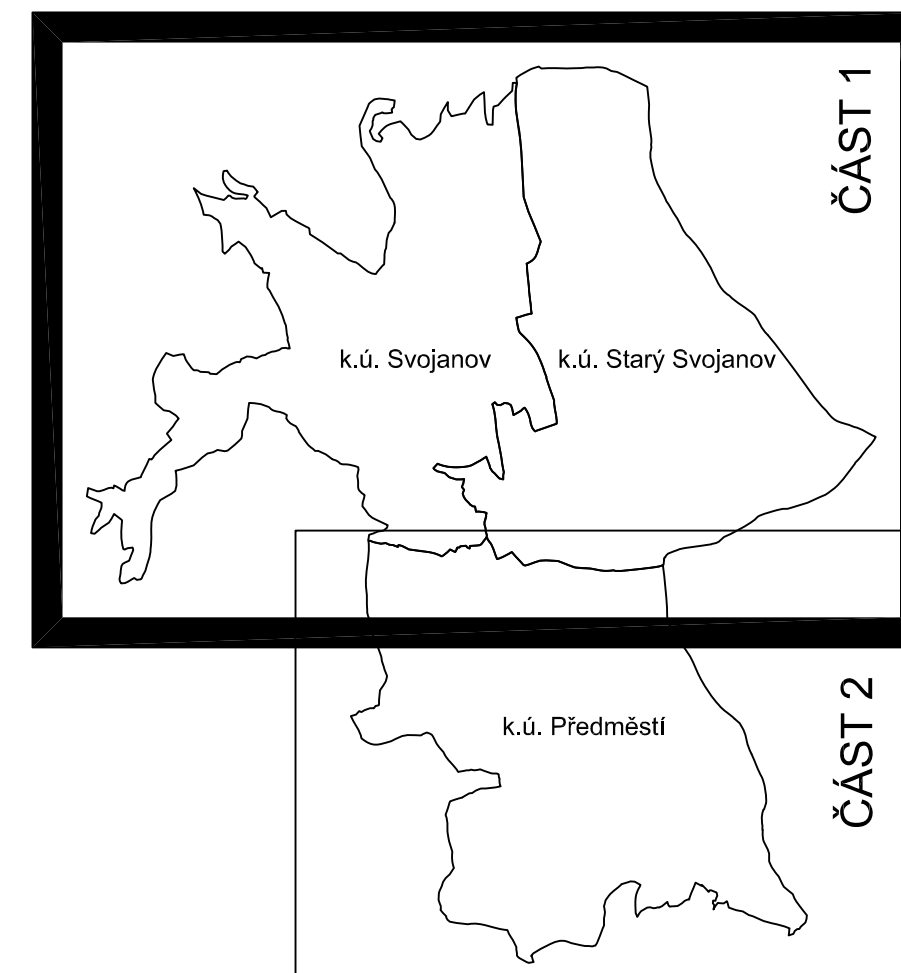 ČÁST 1
k.ú. Svojanov
k.ú. Starý Svojanov
ČÁST 2
k.ú. Předměstí